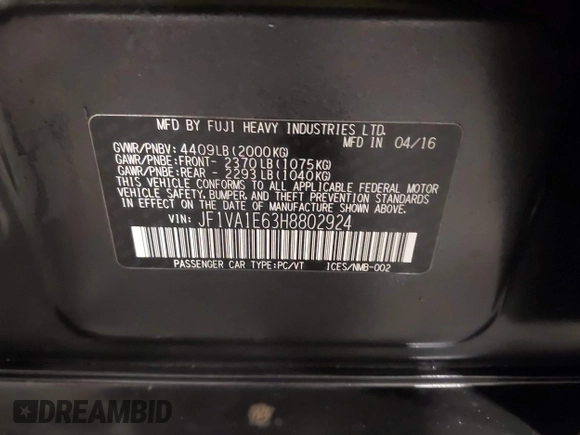 MFD BY FUJI HEAVY INDUSTRIES LTD.
MFD IN 04/16
GVWR/PNBV: 4409LB(2000KG)
GAWR/PNBE:FRONT- 2370LB(1075KG)
GAWR/PNBE:REAR - 2293LB(1040KG)
THIS VEHICLE CONFORMS TO ALL APPLICABLE FEDERAL MOTOR
VEHICLE SAFETY, BUMPER, AND THEFT PREVENTION STANDARDS
IN EFFECT ON THE DATE OF MANUFACTURE SHOWN ABOVE.
VIN: JF1VA1E63H8802924
PASSENGER CAR TYPE:PC/VT ICES/NMB-002
DREAMBID